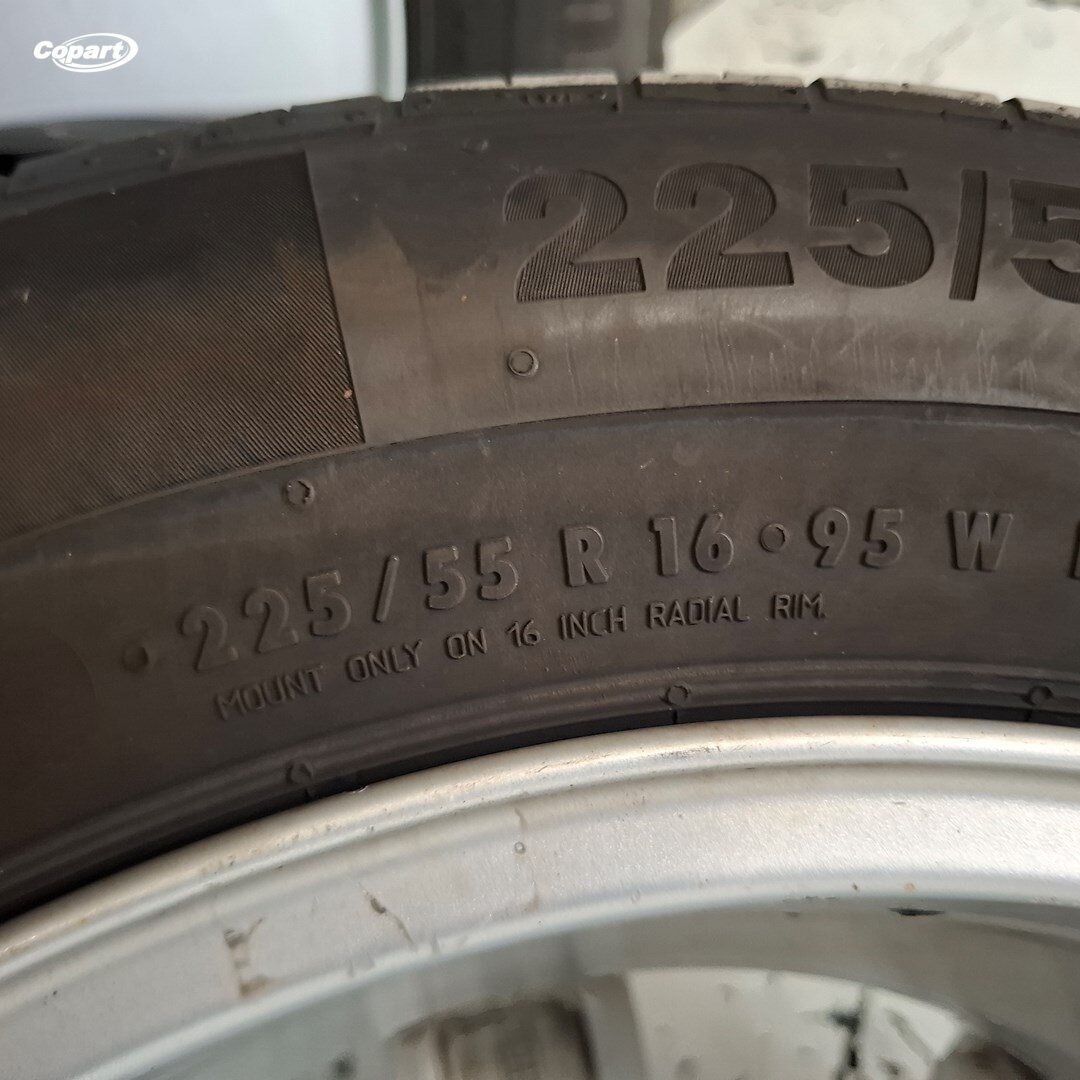 Copart
225/5
225/55 R 16 95 W
MOUNT ONLY ON 16 INCH RADIAL RIM.